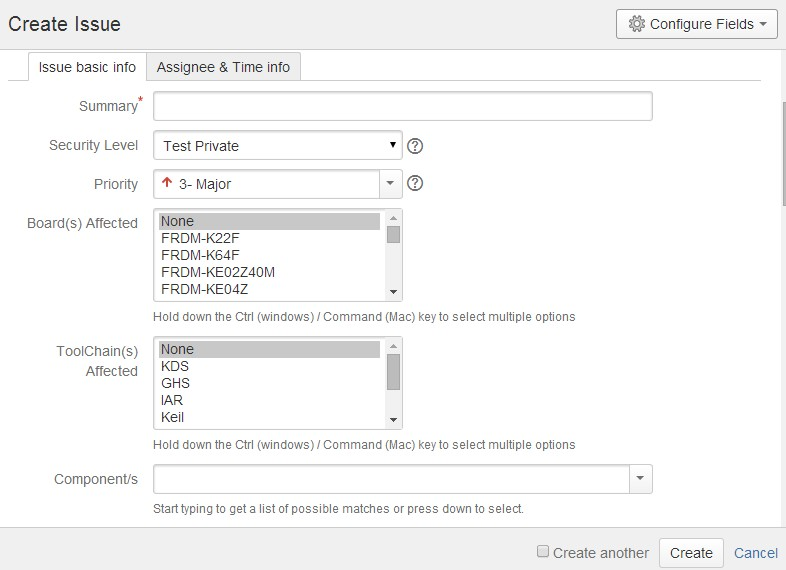 Create Issue
Configure Fields
Issue basic info
Assignee & Time info
Summary*
Security Level
Test Private
Priority
3- Major
Board(s) Affected
None
FRDM-K22F
FRDM-K64F
FRDM-KE02Z40M
FRDM-KE04Z
Hold down the Ctrl (windows) / Command (Mac) key to select multiple options
ToolChain(s)
Affected
None
KDS
GHS
IAR
Keil
Hold down the Ctrl (windows) / Command (Mac) key to select multiple options
Component/s
Start typing to get a list of possible matches or press down to select.
Create another
Create
Cancel